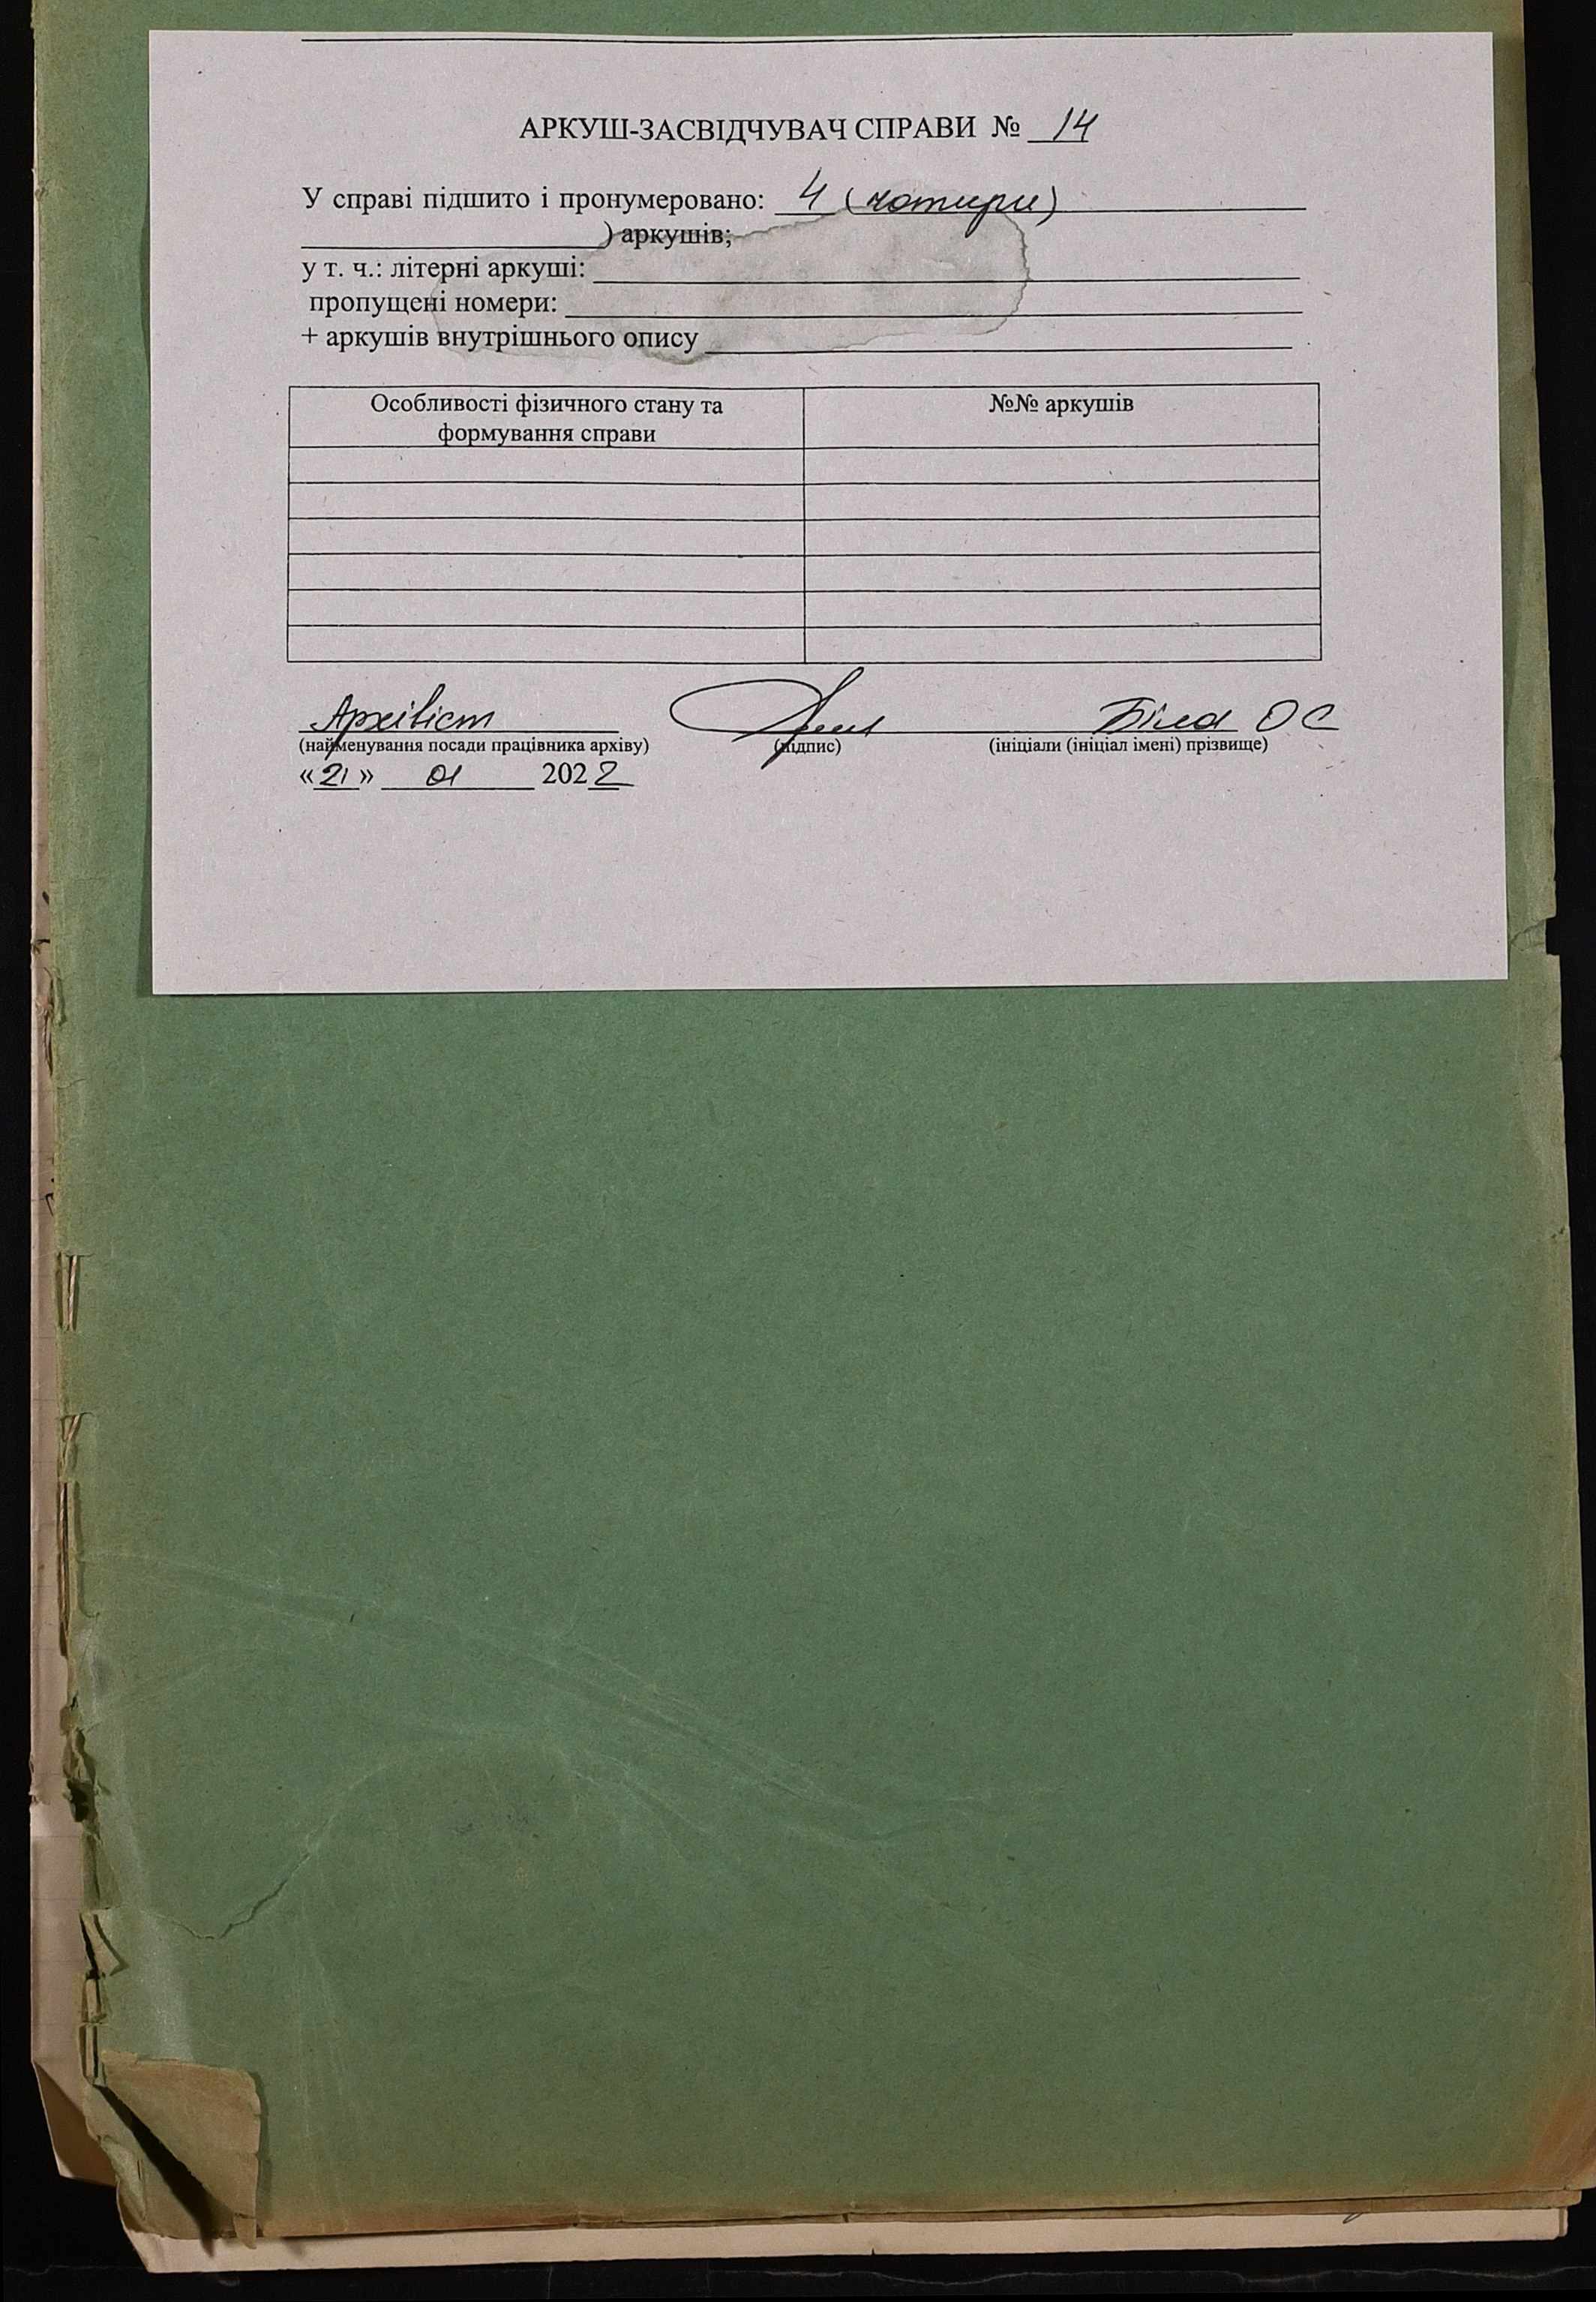 АРКУШ-ЗАСВІДЧУВАЧ СПРАВИ № 14
У справі підшито і пронумеровано: 4 (чотири)
) аркушів;
у т. ч.: літерні аркуші:
пропущені номери:
+ аркушів внутрішнього опису
Особливості фізичного стану та формування справи №№ аркушів
Архівіст Біла ОС
(найменування посади працівника архіву) (підпис) (ініціали (ініціал імені) прізвище)
«21» 01 2022